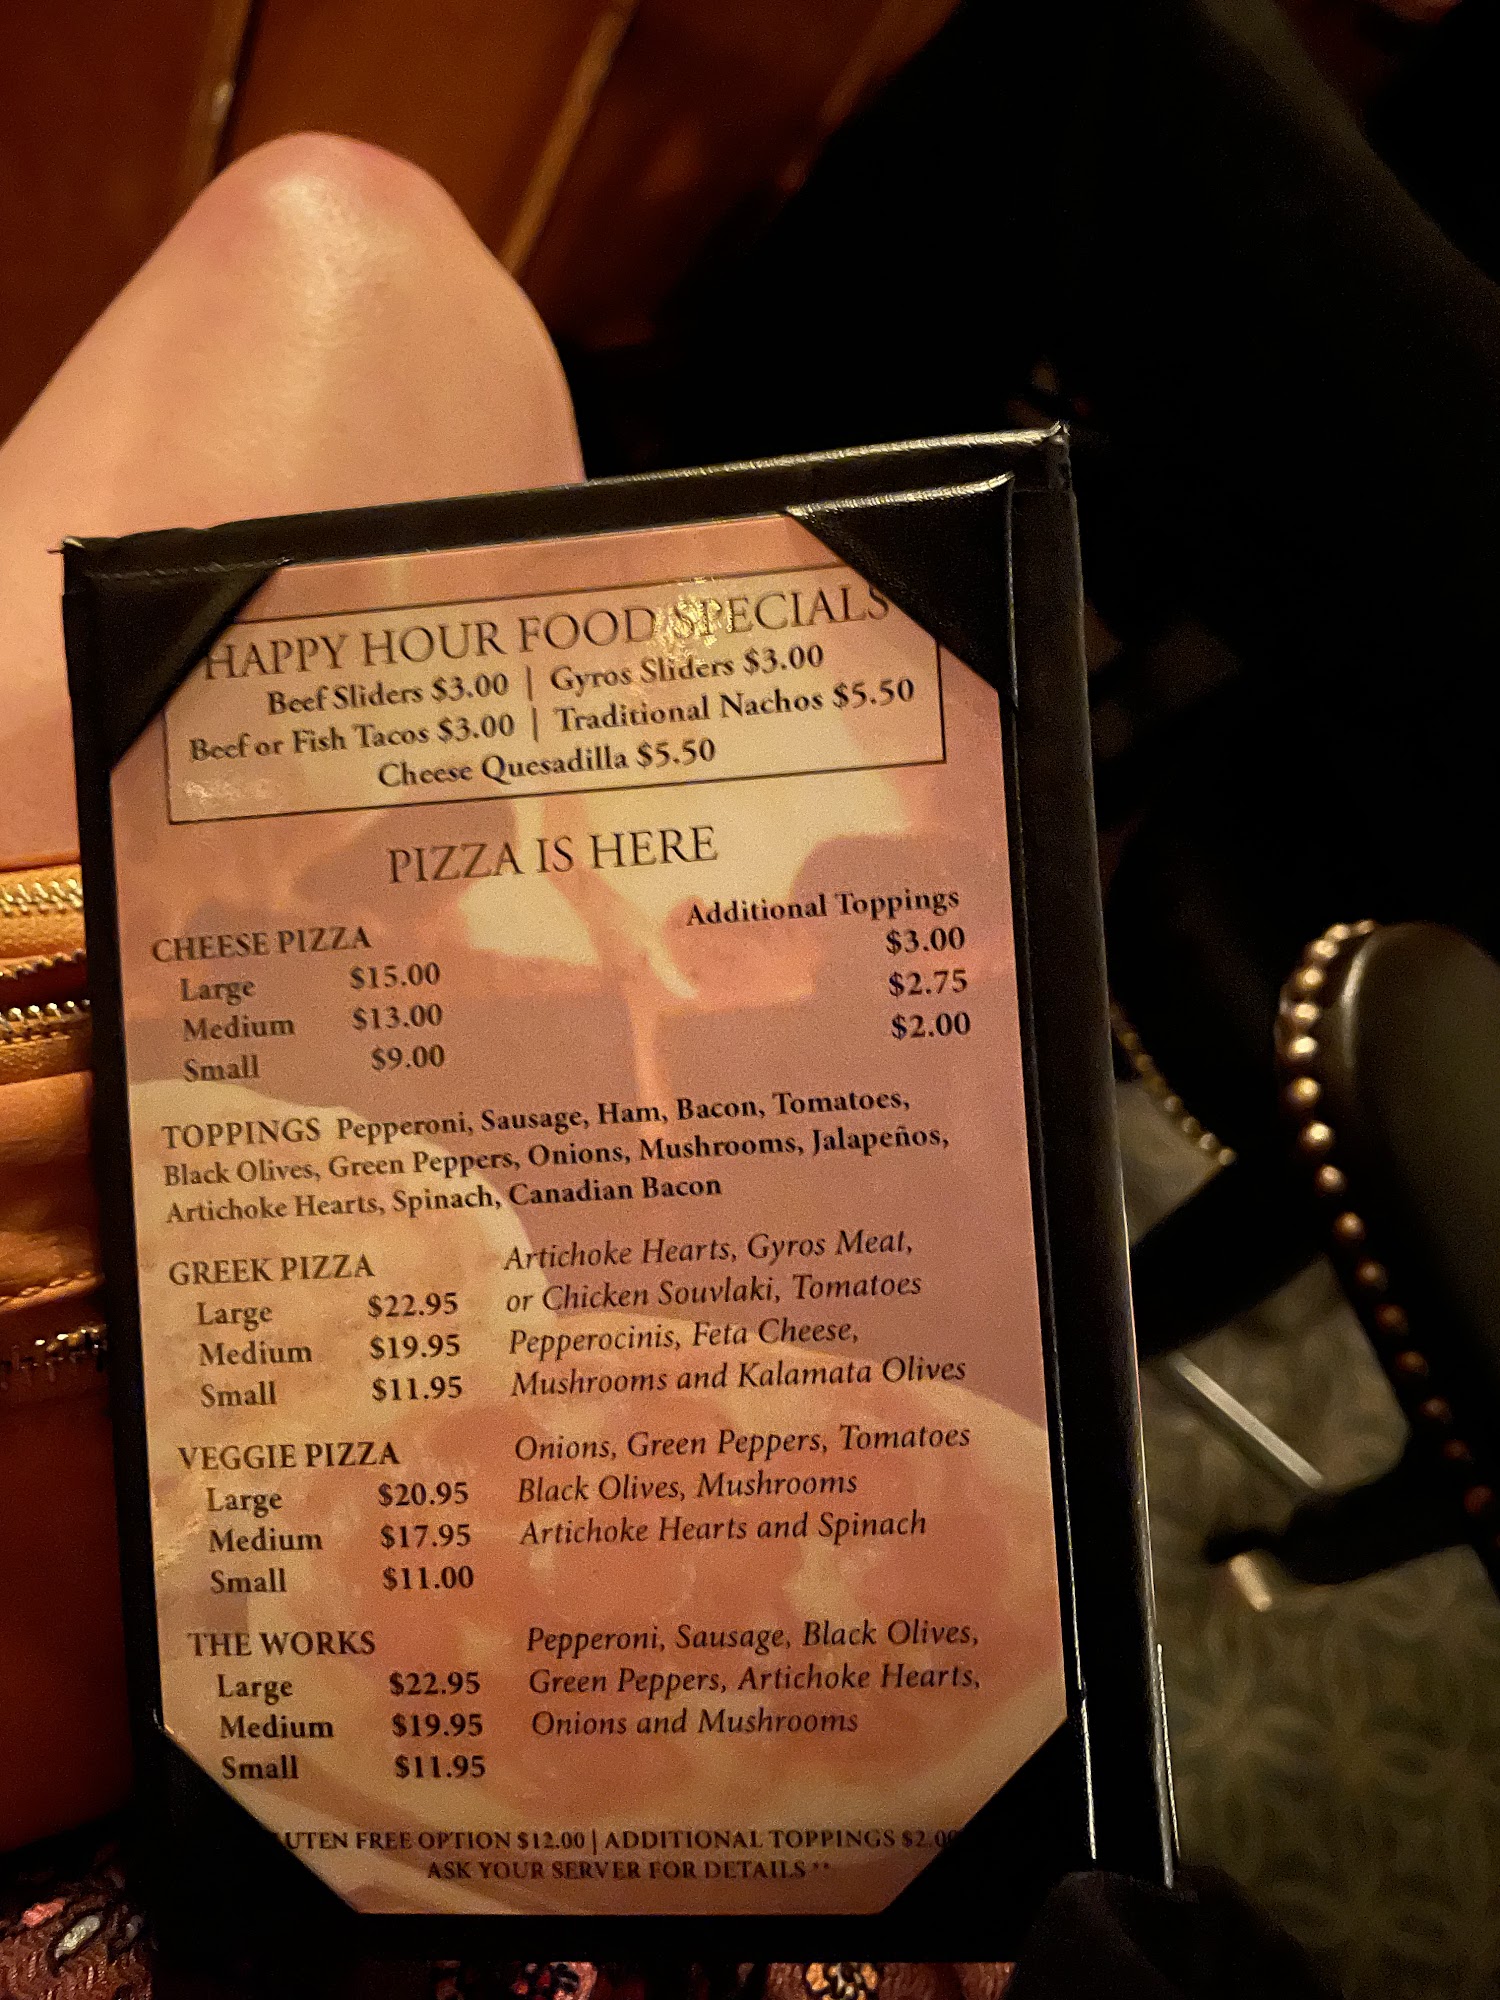 HAPPY HOUR FOOD SPECIALS
Beef Sliders $3.00 | Gyros Sliders $3.00
Beef or Fish Tacos $3.00 | Traditional Nachos $5.50
Cheese Quesadilla $5.50
PIZZA IS HERE
Additional Toppings
CHEESE PIZZA $3.00
Large $15.00 $2.75
Medium $13.00 $2.00
Small $9.00
TOPPINGS Pepperoni, Sausage, Ham, Bacon, Tomatoes,
Black Olives, Green Peppers, Onions, Mushrooms, Jalapeños,
Artichoke Hearts, Spinach, Canadian Bacon
GREEK PIZZA Artichoke Hearts, Gyros Meat,
Large $22.95 or Chicken Souvlaki, Tomatoes
Medium $19.95 Pepperocinis, Feta Cheese,
Small $11.95 Mushrooms and Kalamata Olives
VEGGIE PIZZA Onions, Green Peppers, Tomatoes
Large $20.95 Black Olives, Mushrooms
Medium $17.95 Artichoke Hearts and Spinach
Small $11.00
THE WORKS Pepperoni, Sausage, Black Olives,
Large $22.95 Green Peppers, Artichoke Hearts,
Medium $19.95 Onions and Mushrooms
Small $11.95
UTEN FREE OPTION $12.00 | ADDITIONAL TOPPINGS $2.00
ASK YOUR SERVER FOR DETAILS**